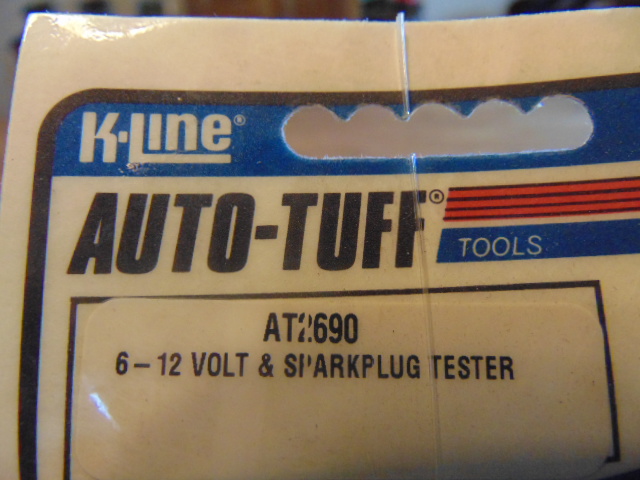 K-Line®
AUTO-TUFF®
TOOLS
AT2690
6-12 VOLT & SPARKPLUG TESTER